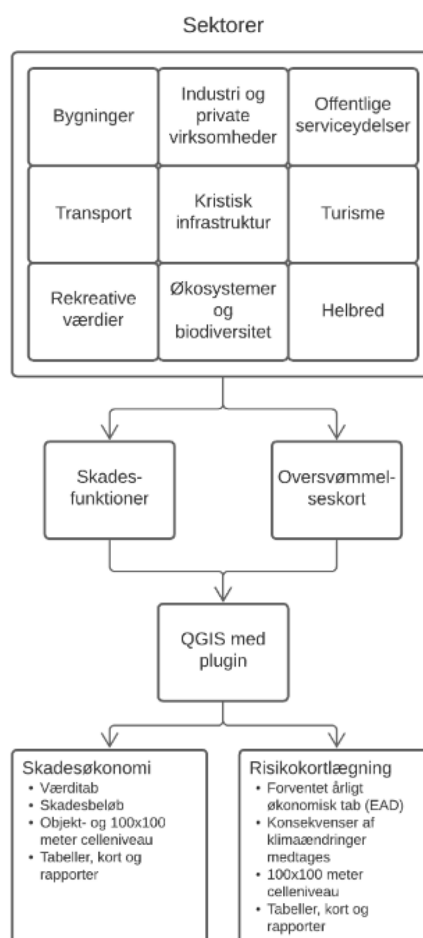 Sektorer
Bygninger
Industri og
private
virksomheder
Offentlige
serviceydelser
Transport
Kristisk
infrastruktur
Turisme
Rekreative
værdier
Økosystemer
og
biodiversitet
Helbred
Skades-
funktioner
Oversvømmel-
seskort
QGIS med
plugin
Skadesøkonomi
• Værditab
• Skadesbeløb
• Objekt- og 100x100
meter celleniveau
• Tabeller, kort og
rapporter
Risikokortlægning
• Forventet årligt
økonomisk tab (EAD)
• Konsekvenser af
klimaændringer
medtages
• 100x100 meter
celleniveau
• Tabeller, kort og
rapporter